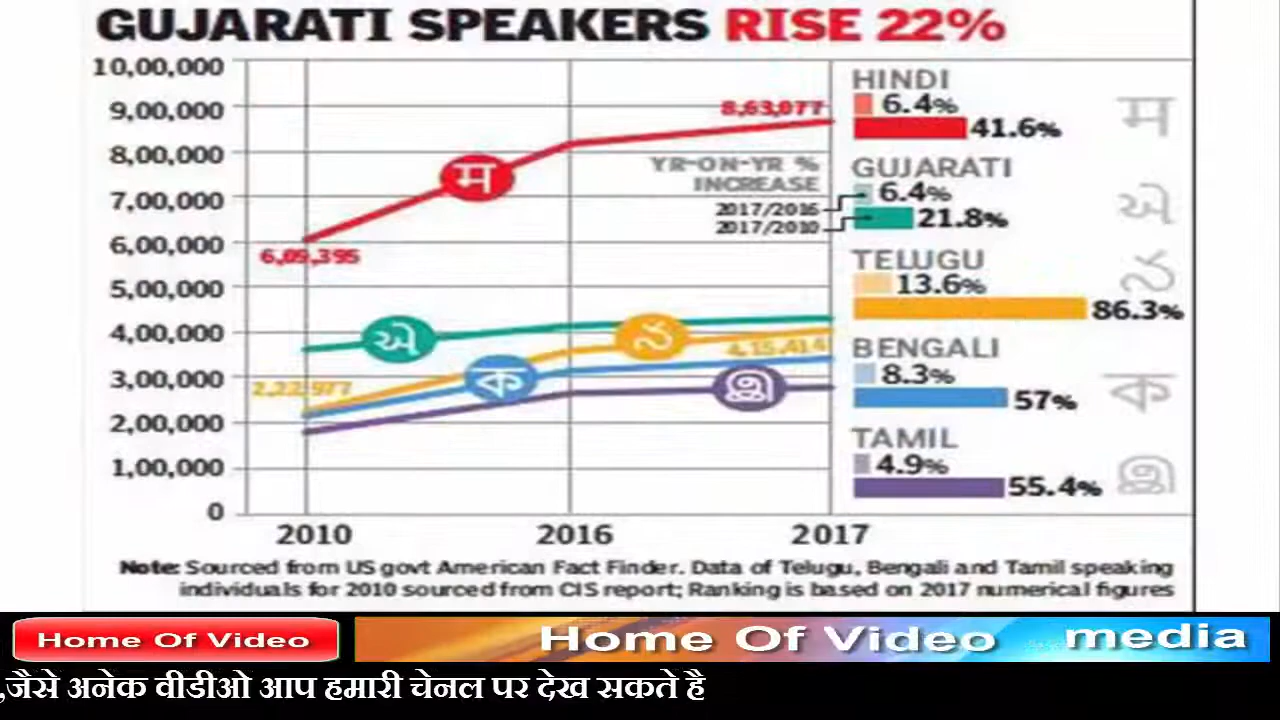 GUJARATI SPEAKERS RISE 22%
10,00,000
9,00,000
8,00,000
7,00,000
6,00,000
5,00,000
4,00,000
3,00,000
2,00,000
1,00,000
0
8,63,077
6,09,395
म
એ
క
இ
2,22,977
4,15,414
YR-ON-YR %
INCREASE
2017/2016
2017/2010
2010
2016
2017
HINDI
6.4%
41.6%
म
GUJARATI
6.4%
21.8%
એ
TELUGU
13.6%
86.3%
BENGALI
8.3%
57%
TAMIL
4.9%
55.4%
இ
Note: Sourced from US govt American Fact Finder. Data of Telugu, Bengali and Tamil speaking
individuals for 2010 sourced from CIS report; Ranking is based on 2017 numerical figures
Home Of Video
Home Of Video media
,जैसे अनेक वीडीओ आप हमारी चेनल पर देख सकते है